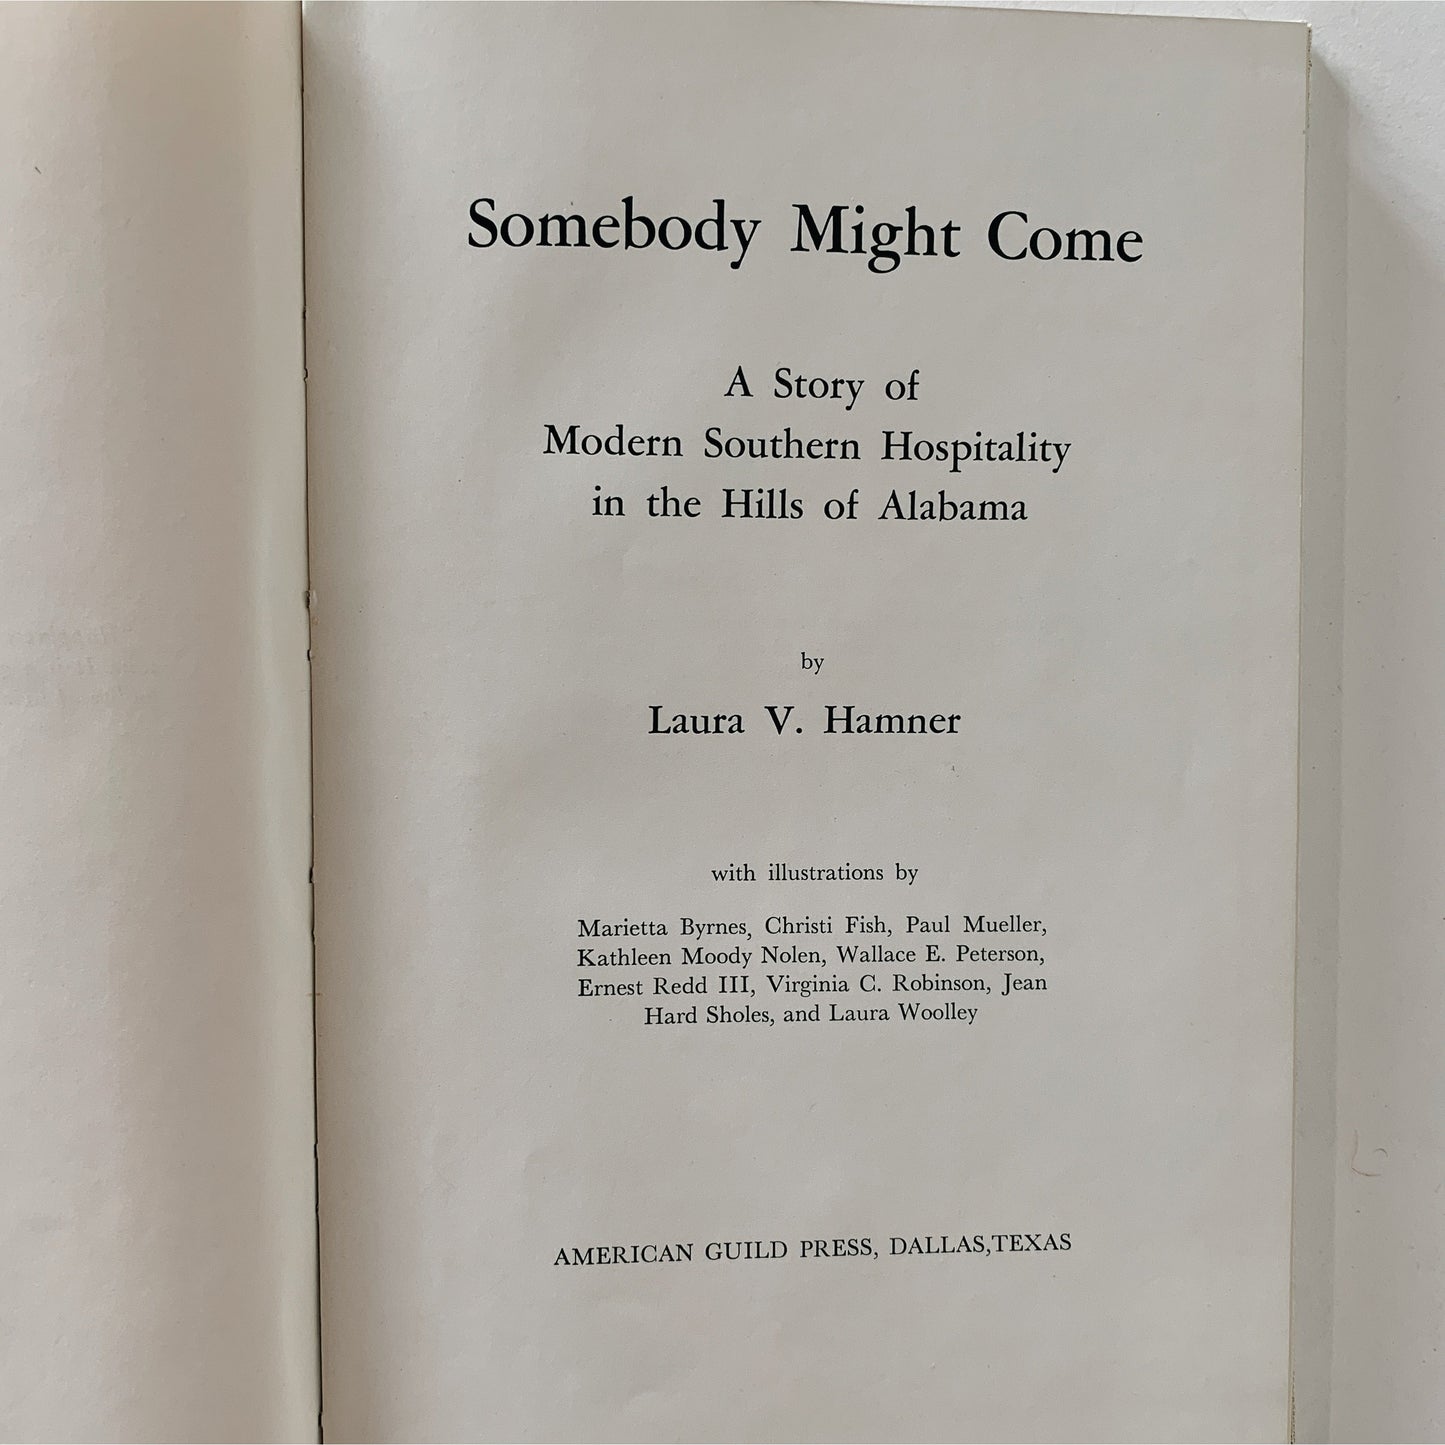 Somebody Might Come
A Story of
Modern Southern Hospitality
in the Hills of Alabama
by
Laura V. Hamner
with illustrations by
Marietta Byrnes, Christi Fish, Paul Mueller,
Kathleen Moody Nolen, Wallace E. Peterson,
Ernest Redd III, Virginia C. Robinson, Jean
Hard Sholes, and Laura Woolley
AMERICAN GUILD PRESS, DALLAS,TEXAS